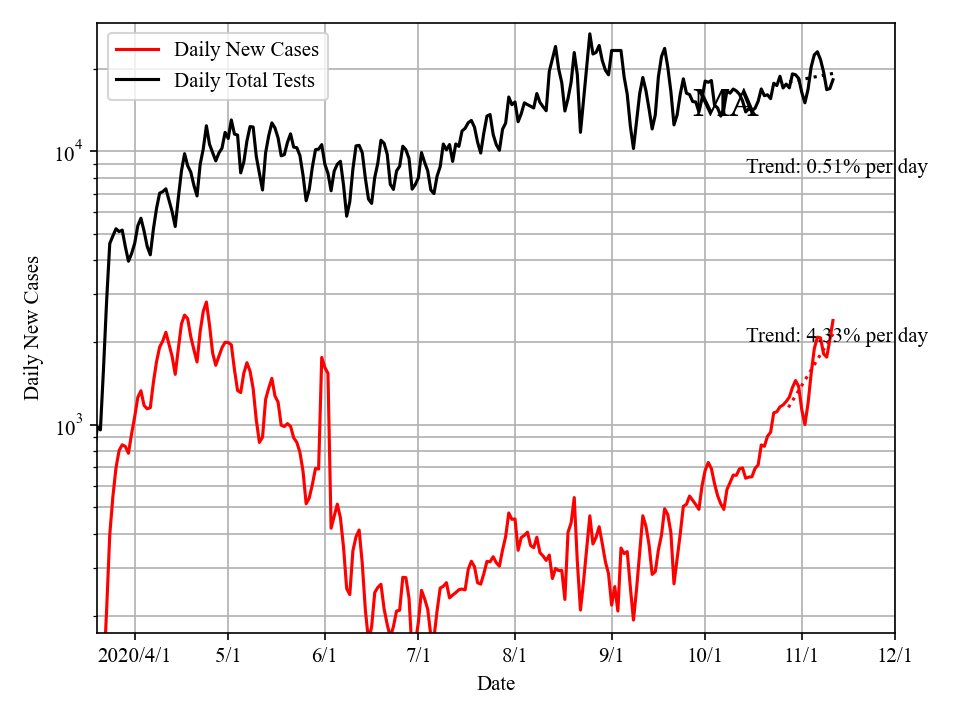 Daily New Cases
Daily Total Tests
MA
10^4
Trend: 0.51% per day
Daily New Cases
Trend: 4.33% per day
10^3
2020/4/1 5/1 6/1 7/1 8/1 9/1 10/1 11/1 12/1
Date